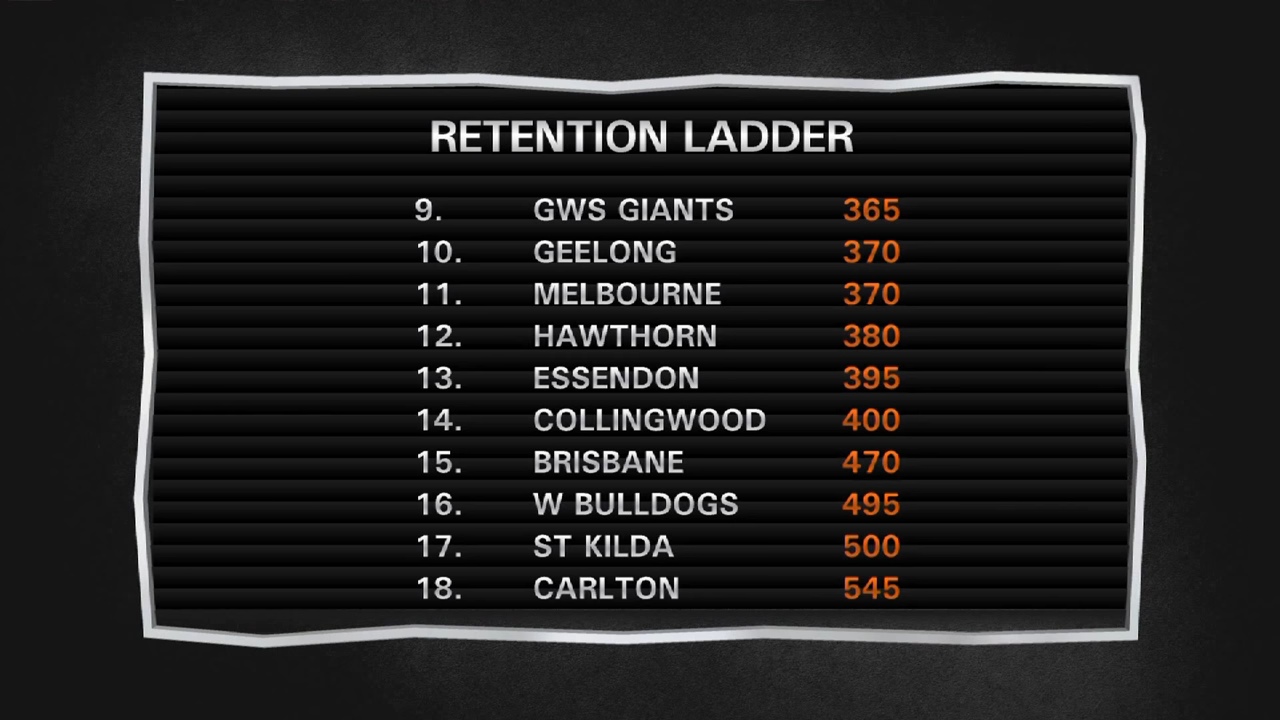 RETENTION LADDER
9. GWS GIANTS 365
10. GEELONG 370
11. MELBOURNE 370
12. HAWTHORN 380
13. ESSENDON 395
14. COLLINGWOOD 400
15. BRISBANE 470
16. W BULLDOGS 495
17. ST KILDA 500
18. CARLTON 545